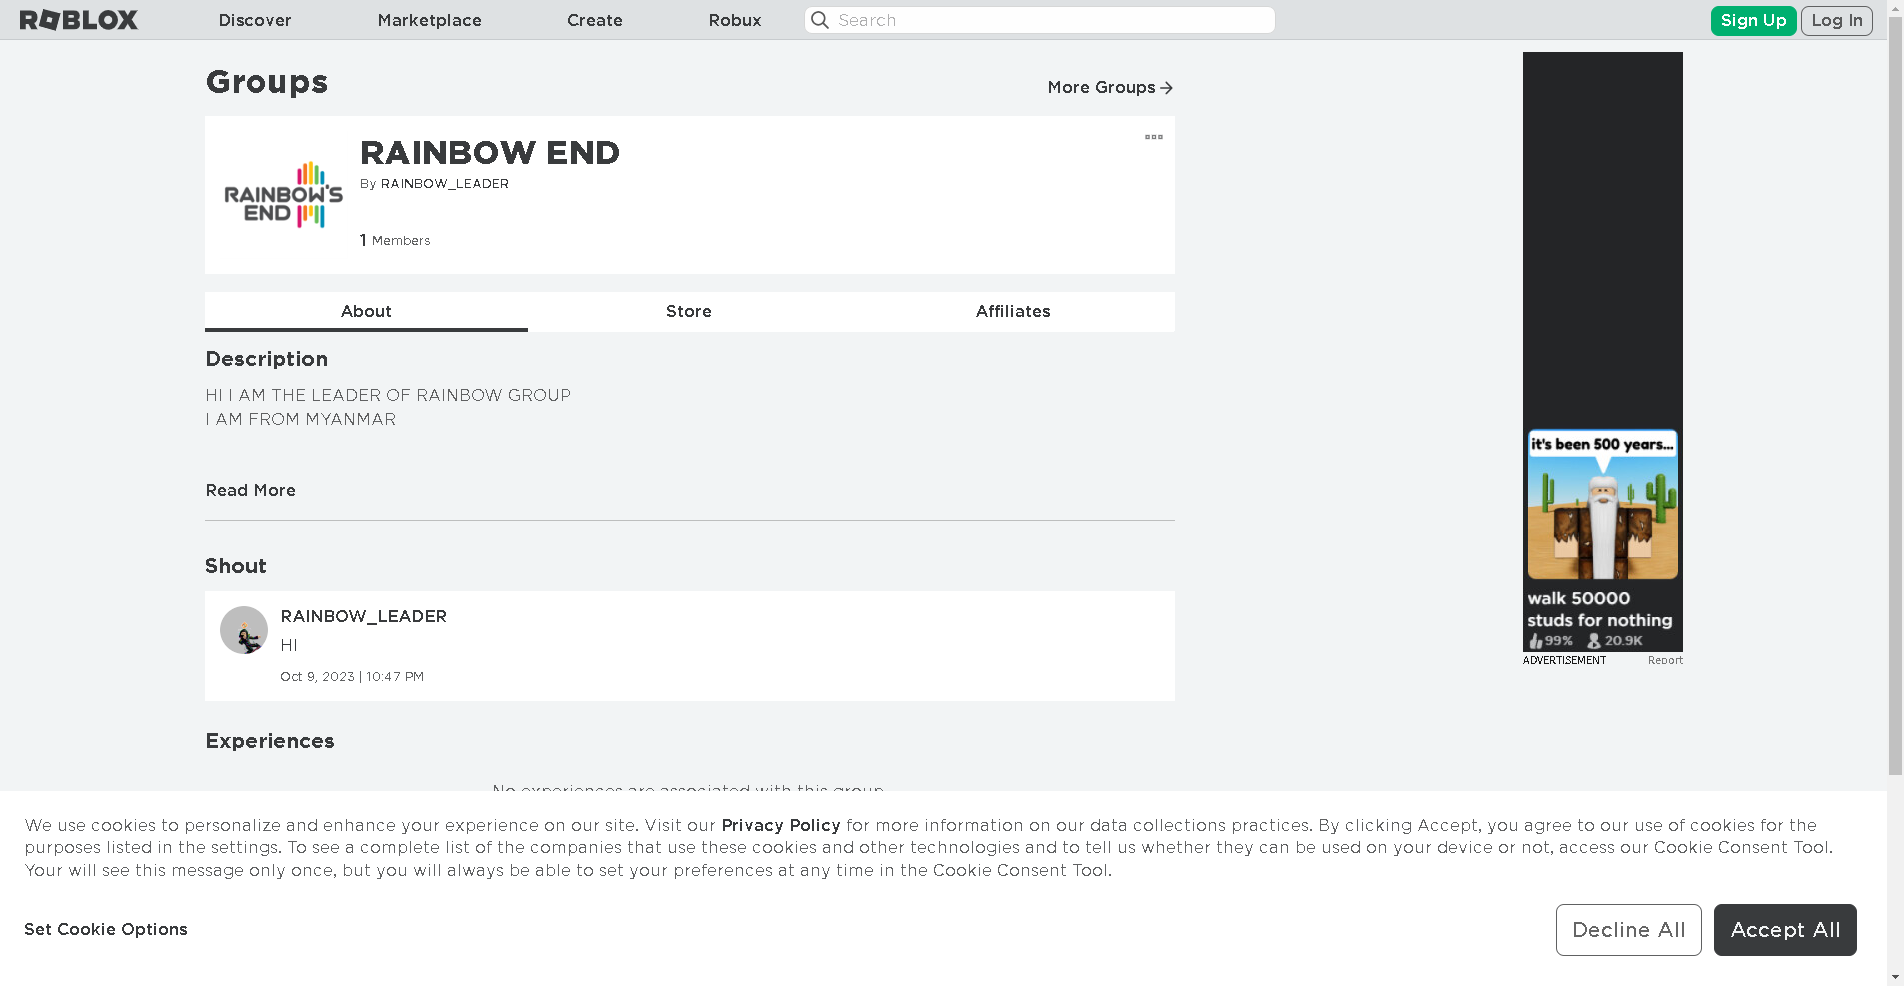 ROBLOX
Discover
Marketplace
Create
Robux
Search
Sign Up
Log In
Groups
More Groups
RAINBOW'S
END
RAINBOW END
By RAINBOW_LEADER
1 Members
About
Store
Affiliates
Description
HI I AM THE LEADER OF RAINBOW GROUP
I AM FROM MYANMAR
Read More
Shout
RAINBOW_LEADER
HI
Oct 9, 2023 | 10:47 PM
Experiences
No experiences are associated with this group.
it's been 500 years...
walk 50000
studs for nothing
99% 20.9K
ADVERTISEMENT
Report
We use cookies to personalize and enhance your experience on our site. Visit our Privacy Policy for more information on our data collections practices. By clicking Accept, you agree to our use of cookies for the
purposes listed in the settings. To see a complete list of the companies that use these cookies and other technologies and to tell us whether they can be used on your device or not, access our Cookie Consent Tool.
Your will see this message only once, but you will always be able to set your preferences at any time in the Cookie Consent Tool.
Set Cookie Options
Decline All
Accept All